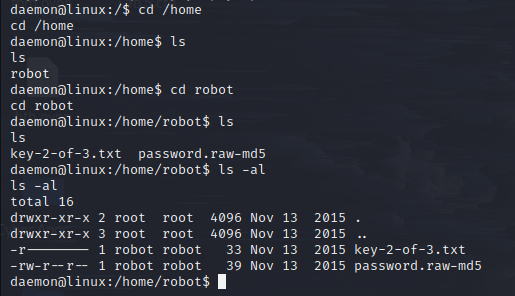 daemon@linux:/$ cd /home
cd /home
daemon@linux:/home$ ls
ls
robot
daemon@linux:/home$ cd robot
cd robot
daemon@linux:/home/robot$ ls
ls
key-2-of-3.txt  password.raw-md5
daemon@linux:/home/robot$ ls -al
ls -al
total 16
drwxr-xr-x 2 root  root  4096 Nov 13  2015 .
drwxr-xr-x 3 root  root  4096 Nov 13  2015 ..
-r-------- 1 robot robot   33 Nov 13  2015 key-2-of-3.txt
-rw-r--r-- 1 robot robot   39 Nov 13  2015 password.raw-md5
daemon@linux:/home/robot$